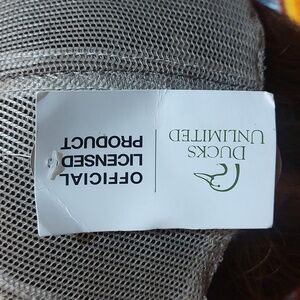 DUCKS
UNLIMITED
OFFICIAL
LICENSED
PRODUCT